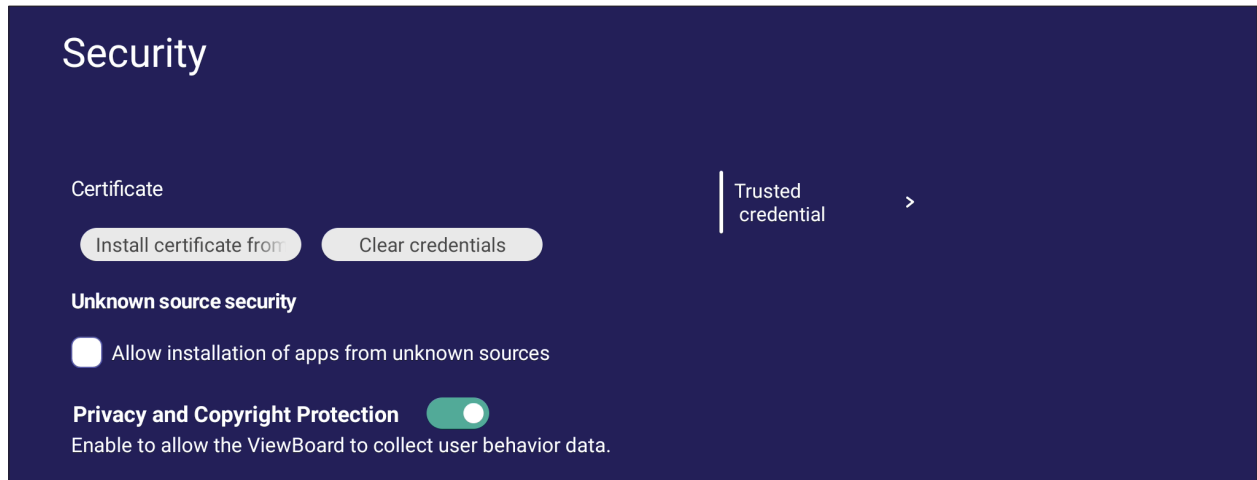 Security
Certificate
Trusted
credential
Install certificate from
Clear credentials
Unknown source security
Allow installation of apps from unknown sources
Privacy and Copyright Protection
Enable to allow the ViewBoard to collect user behavior data.